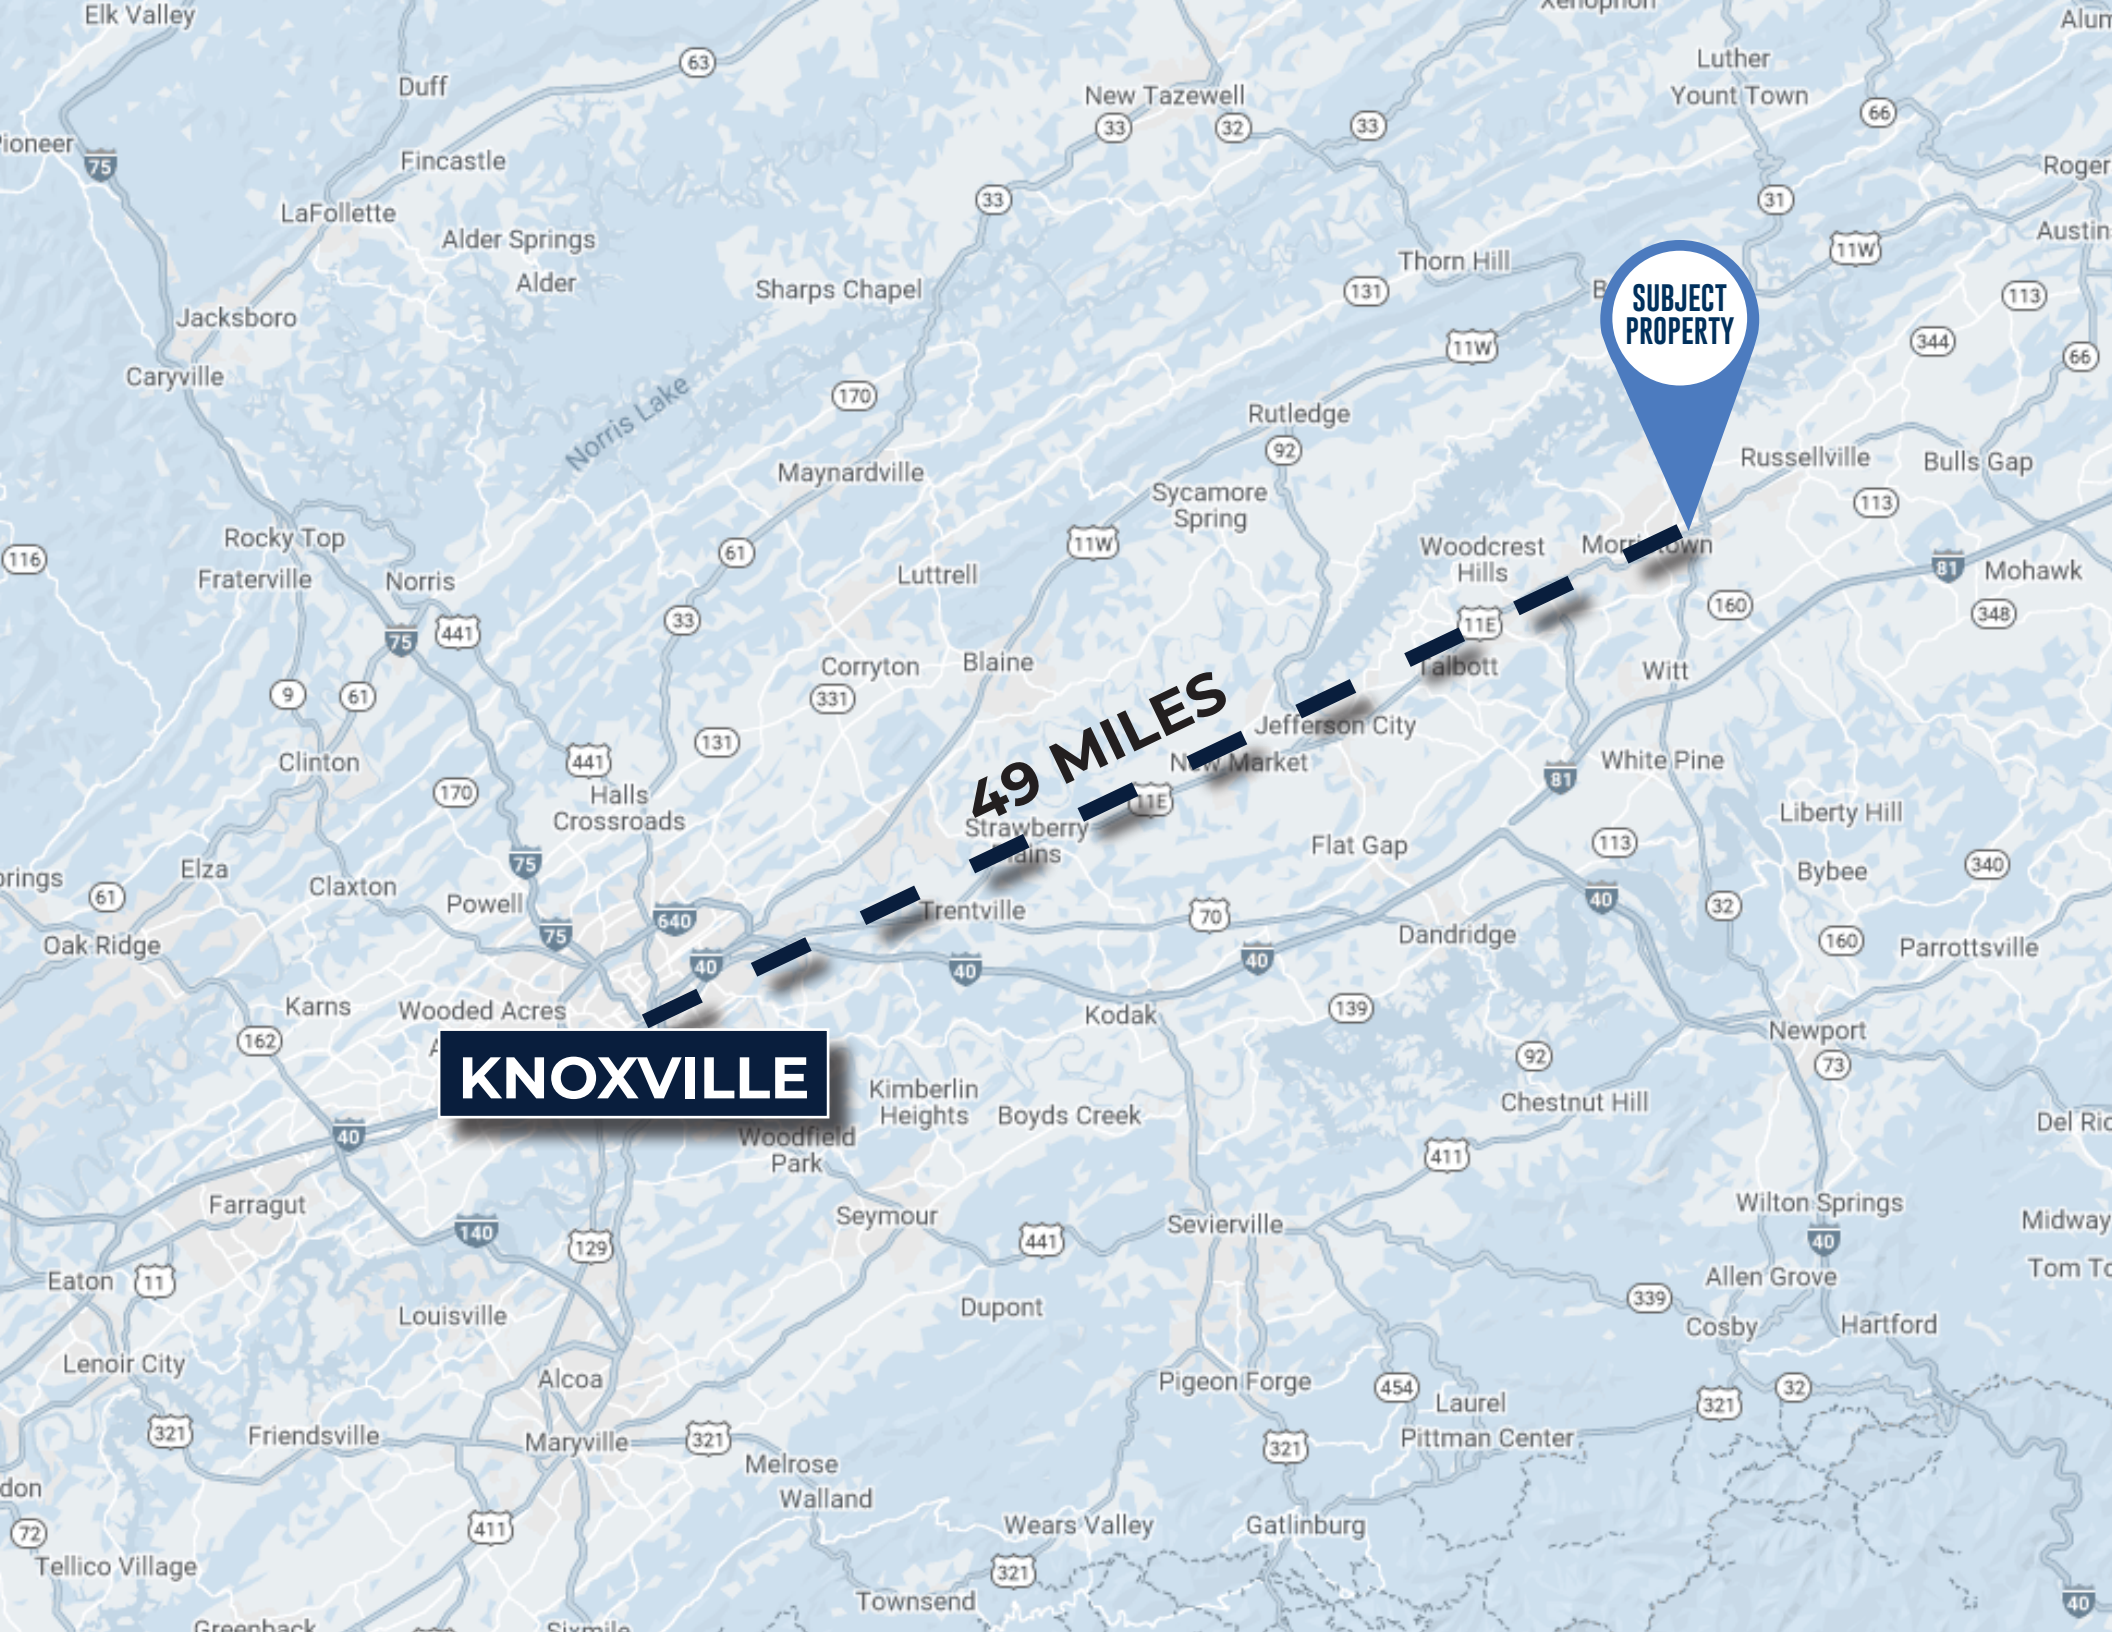 Elk Valley
Xenophon
Luther
Yount Town
63
Duff
New Tazewell
33
32
33
66
75
Fincastle
LaFollette
33
31
Alder Springs
Alder
Sharps Chapel
Thorn Hill
131
11W
Austin
113
Jacksboro
SUBJECT
PROPERTY
344
11W
66
Caryville
170
Norris Lake
Rutledge
92
Maynardville
Sycamore
Spring
Russellville
Bulls Gap
113
Rocky Top
116
61
11W
Woodcrest
Hills
Morristown
81
Mohawk
Fraterville
Norris
Luttrell
160
348
75
441
33
11E
Corryton
Blaine
Talbott
Witt
9
61
331
49 MILES
131
Jefferson City
Clinton
441
New Market
White Pine
81
170
Halls
Crossroads
11E
Liberty Hill
Strawberry
Plains
Flat Gap
113
Elza
75
340
Claxton
Bybee
61
Powell
640
Trentville
70
40
32
75
Oak Ridge
40
40
40
Dandridge
160
Parrottsville
Karns
Wooded Acres
Kodak
139
162
Newport
KNOXVILLE
92
73
Kimberlin
Heights
Boyds Creek
Chestnut Hill
40
Woodfield
Park
411
Farragut
Seymour
Sevierville
Wilton Springs
Midway
140
129
441
40
Eaton
11
Allen Grove
Louisville
Dupont
339
Cosby
Hartford
Lenoir City
Alcoa
Pigeon Forge
454
Laurel
32
321
321
Friendsville
Maryville
321
321
Pittman Center
Melrose
Walland
411
Wears Valley
Gatlinburg
72
Tellico Village
321
Townsend
40
Greenback
Sixmile